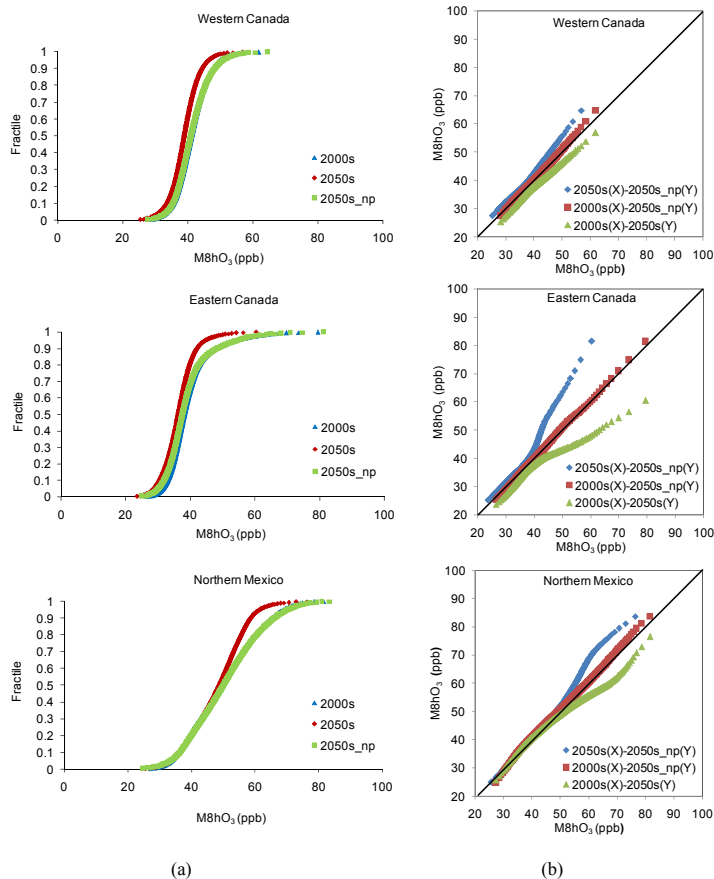 Western Canada
1
0.9
0.8
0.7
0.6
0.5
0.4
0.3
0.2
0.1
0
Fractile
2000s
2050s
2050s_np
0 20 40 60 80 100
M8hO₃ (ppb)
Western Canada
100
90
80
70
60
50
40
30
20
M8hO₃ (ppb)
2050s(X)-2050s_np(Y)
2000s(X)-2050s_np(Y)
2000s(X)-2050s(Y)
20 30 40 50 60 70 80 90 100
M8hO₃ (ppb)
Eastern Canada
1
0.9
0.8
0.7
0.6
0.5
0.4
0.3
0.2
0.1
0
Fractile
2000s
2050s
2050s_np
0 20 40 60 80 100
M8hO₃ (ppb)
Eastern Canada
100
90
80
70
60
50
40
30
20
M8hO₃ (ppb)
2050s(X)-2050s_np(Y)
2000s(X)-2050s_np(Y)
2000s(X)-2050s(Y)
20 30 40 50 60 70 80 90 100
M8hO₃ (ppb)
Northern Mexico
1
0.9
0.8
0.7
0.6
0.5
0.4
0.3
0.2
0.1
0
Fractile
2000s
2050s
2050s_np
0 20 40 60 80 100
M8hO₃ (ppb)
Northern Mexico
100
90
80
70
60
50
40
30
20
M8hO₃ (ppb)
2050s(X)-2050s_np(Y)
2000s(X)-2050s_np(Y)
2000s(X)-2050s(Y)
20 30 40 50 60 70 80 90 100
M8hO₃ (ppb)
(a)
(b)